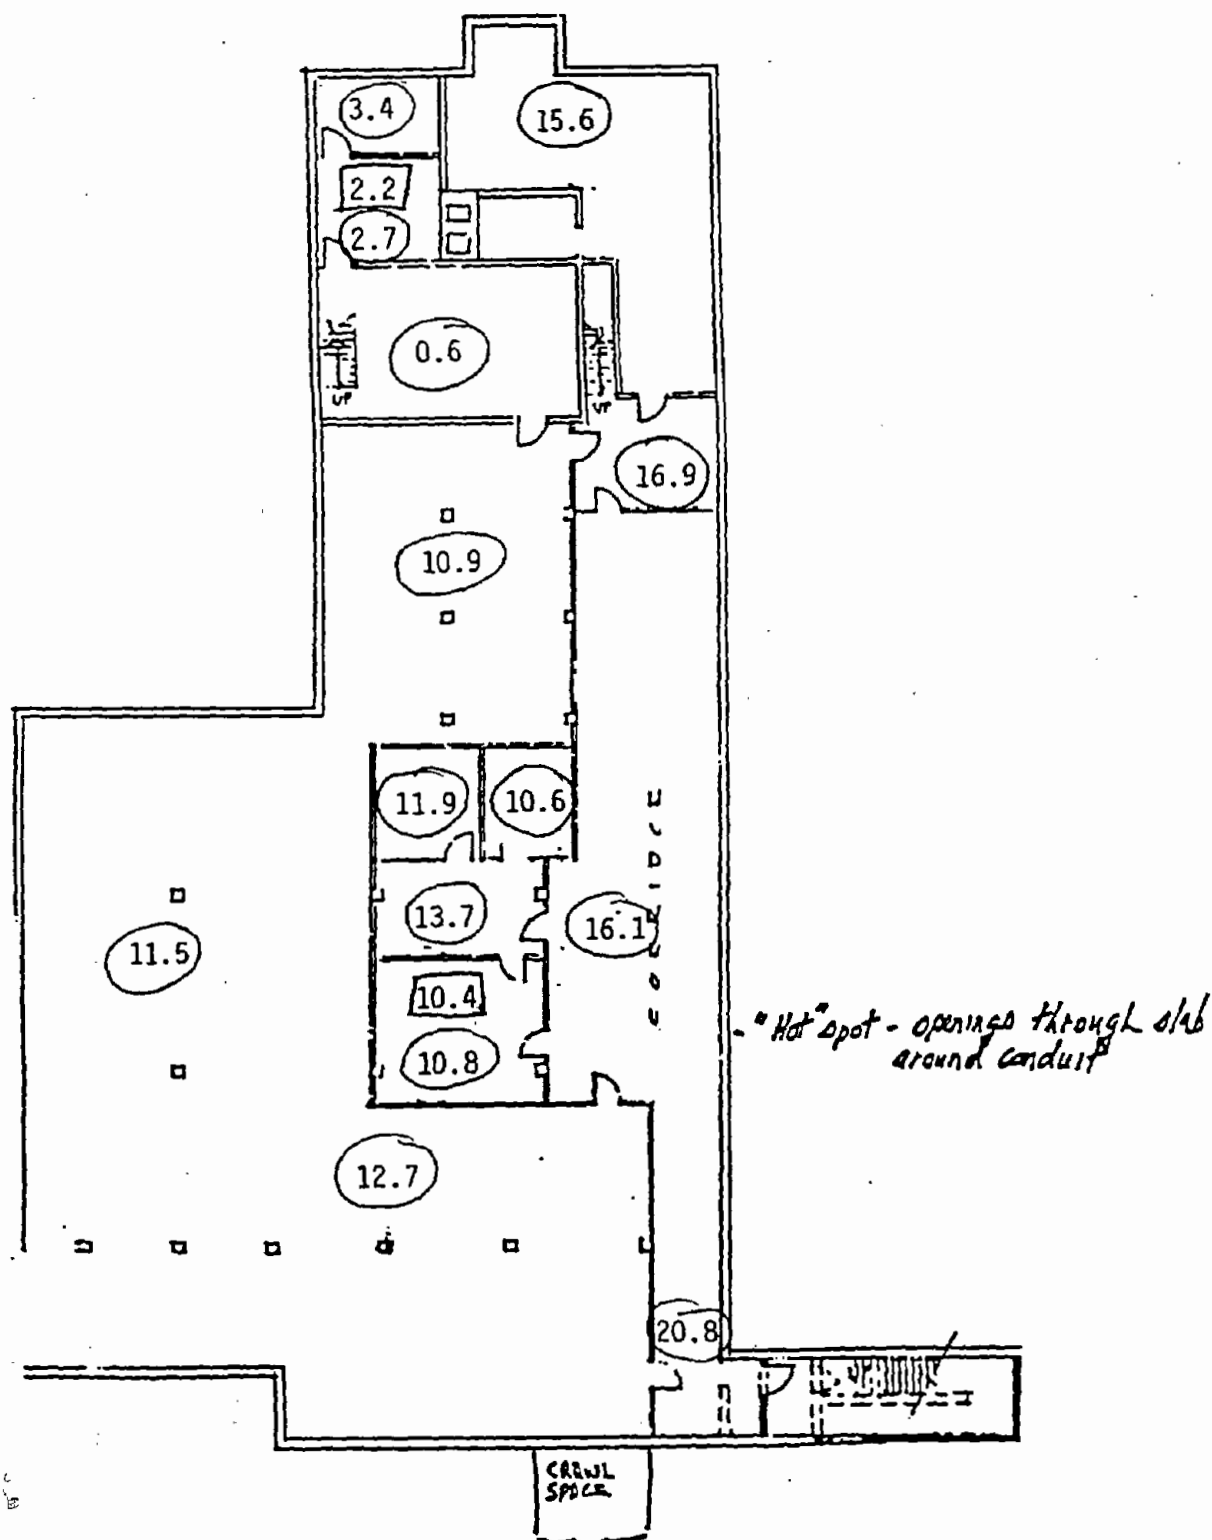 3.4
15.6
2.2
2.7
0.6
UP
UP
16.9
10.9
11.9
10.6
CORRIDOR
13.7
16.1
11.5
10.4
"Hot" spot - openings through slab
around conduit
10.8
12.7
20.8
CRAWL
SPACE